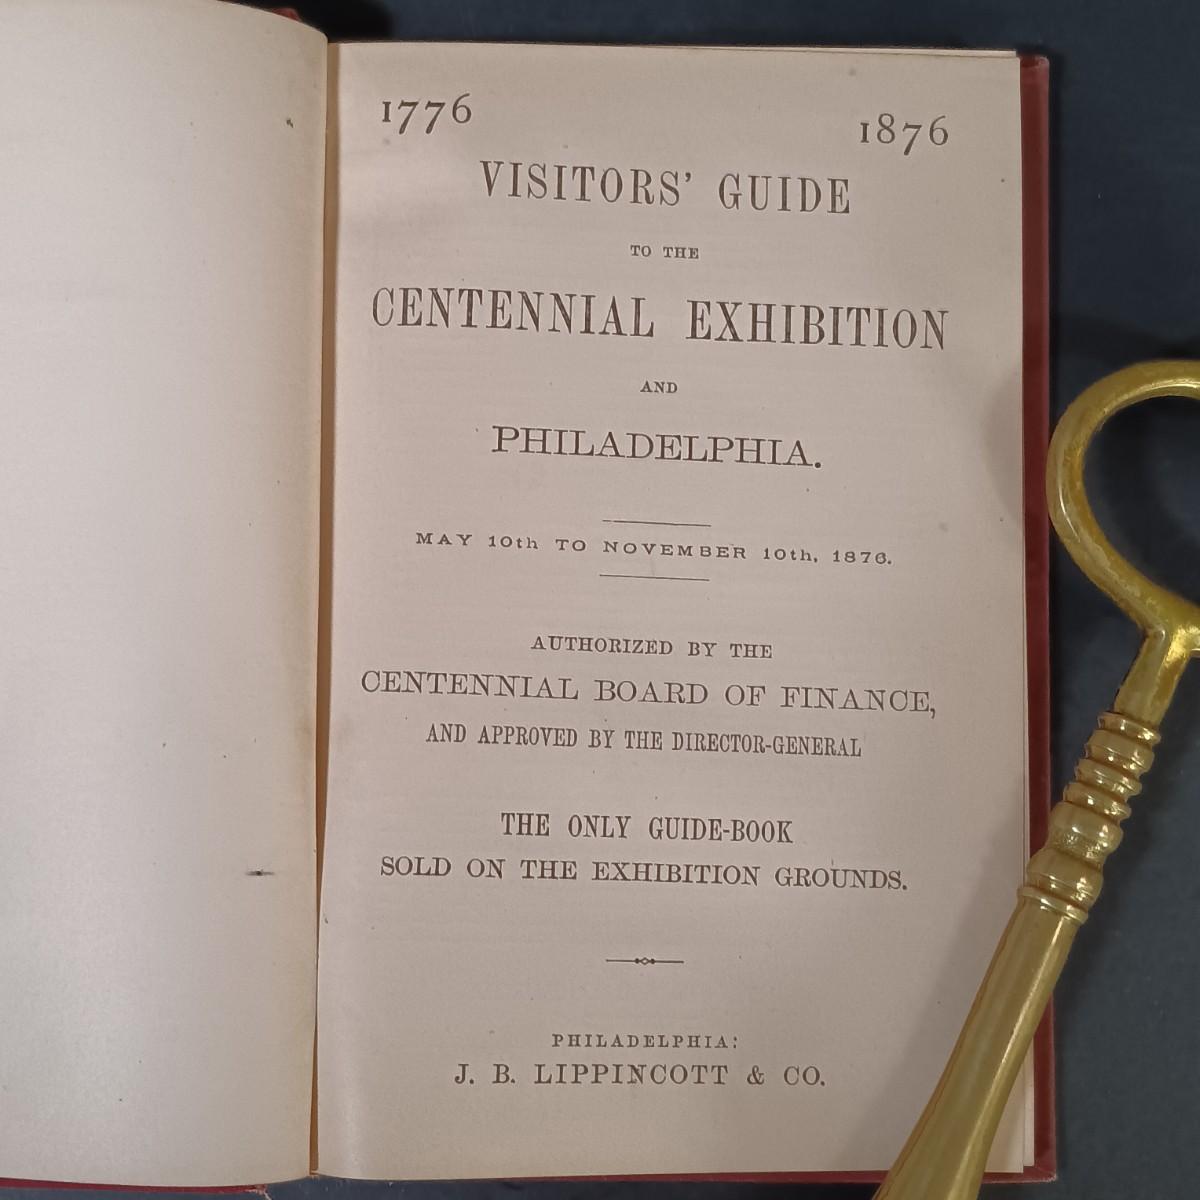 1776 1876
VISITORS' GUIDE
TO THE
CENTENNIAL EXHIBITION
AND
PHILADELPHIA.
MAY 10th TO NOVEMBER 10th, 1876.
AUTHORIZED BY THE
CENTENNIAL BOARD OF FINANCE,
AND APPROVED BY THE DIRECTOR-GENERAL
THE ONLY GUIDE-BOOK
SOLD ON THE EXHIBITION GROUNDS.
PHILADELPHIA:
J. B. LIPPINCOTT & CO.